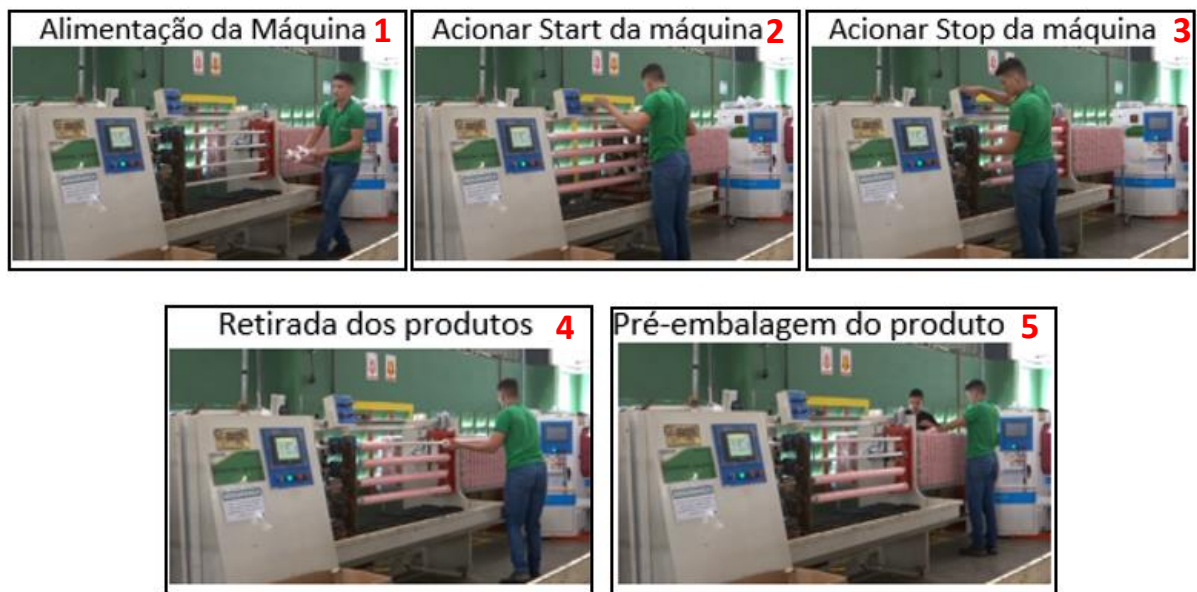 Alimentação da Máquina 1
Acionar Start da máquina 2
Acionar Stop da máquina 3
Retirada dos produtos 4
Pré-embalagem do produto 5